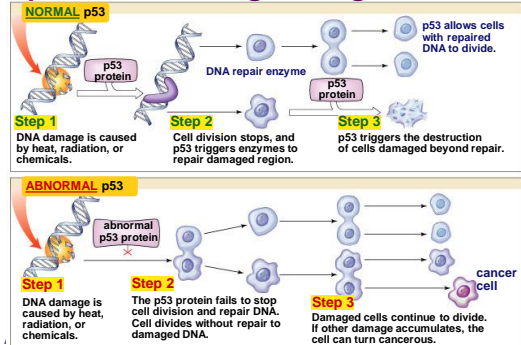 NORMAL p53
p53
protein
DNA repair enzyme
p53 allows cells
with repaired
DNA to divide.
p53
protein
Step 1
DNA damage is caused
by heat, radiation, or
chemicals.
Step 2
Cell division stops, and
p53 triggers enzymes to
repair damaged region.
Step 3
p53 triggers the destruction
of cells damaged beyond repair.
ABNORMAL p53
abnormal
p53 protein
Step 1
DNA damage is
caused by heat,
radiation, or
chemicals.
Step 2
The p53 protein fails to stop
cell division and repair DNA.
Cell divides without repair to
damaged DNA.
Step 3
Damaged cells continue to divide.
If other damage accumulates, the
cell can turn cancerous.
cancer
cell